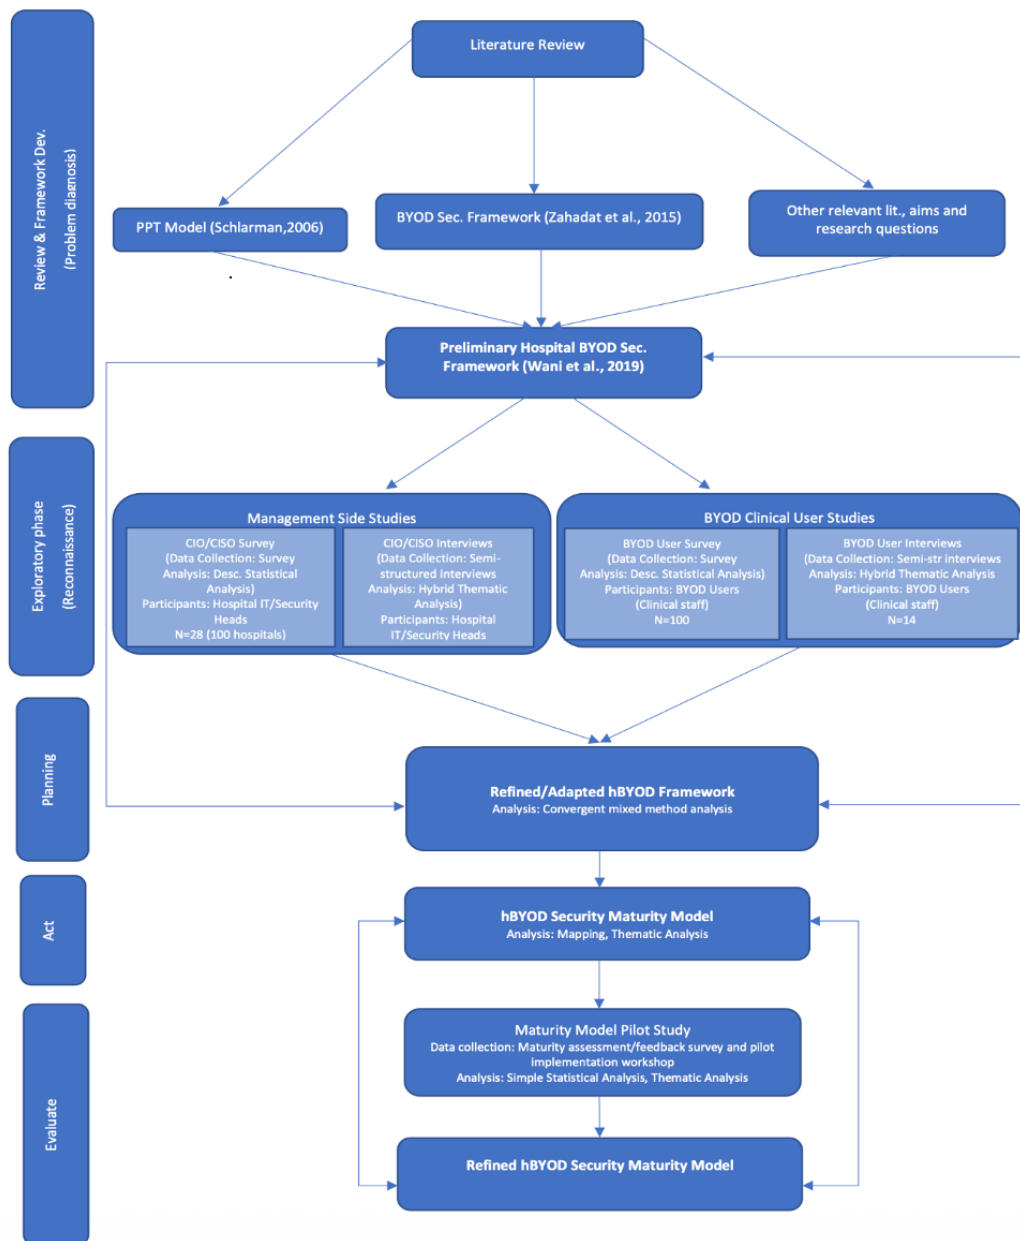 Literature Review
Review & Framework Dev.
(Problem diagnosis)
PPT Model (Schlarman,2006)
BYOD Sec. Framework (Zahadat et al., 2015)
Other relevant lit., aims and
research questions
Preliminary Hospital BYOD Sec.
Framework (Wani et al., 2019)
Exploratory phase
(Reconnaissance)
Management Side Studies
CIO/CISO Survey
(Data Collection: Survey
Analysis: Desc. Statistical
Analysis)
Participants: Hospital IT/Security
Heads
N=28 (100 hospitals)
CIO/CISO Interviews
(Data Collection: Semi-
structured interviews
Analysis: Hybrid Thematic
Analysis)
Participants: Hospital
IT/Security Heads
BYOD Clinical User Studies
BYOD User Survey
(Data Collection: Survey
Analysis: Desc. Statistical Analysis)
Participants: BYOD Users
(Clinical staff)
N=100
BYOD User Interviews
(Data Collection: Semi-str interviews
Analysis: Hybrid Thematic Analysis
Participants: BYOD Users
(Clinical staff)
N=14
Planning
Refined/Adapted hBYOD Framework
Analysis: Convergent mixed method analysis
Act
hBYOD Security Maturity Model
Analysis: Mapping, Thematic Analysis
Evaluate
Maturity Model Pilot Study
Data collection: Maturity assessment/feedback survey and pilot
implementation workshop
Analysis: Simple Statistical Analysis, Thematic Analysis
Refined hBYOD Security Maturity Model